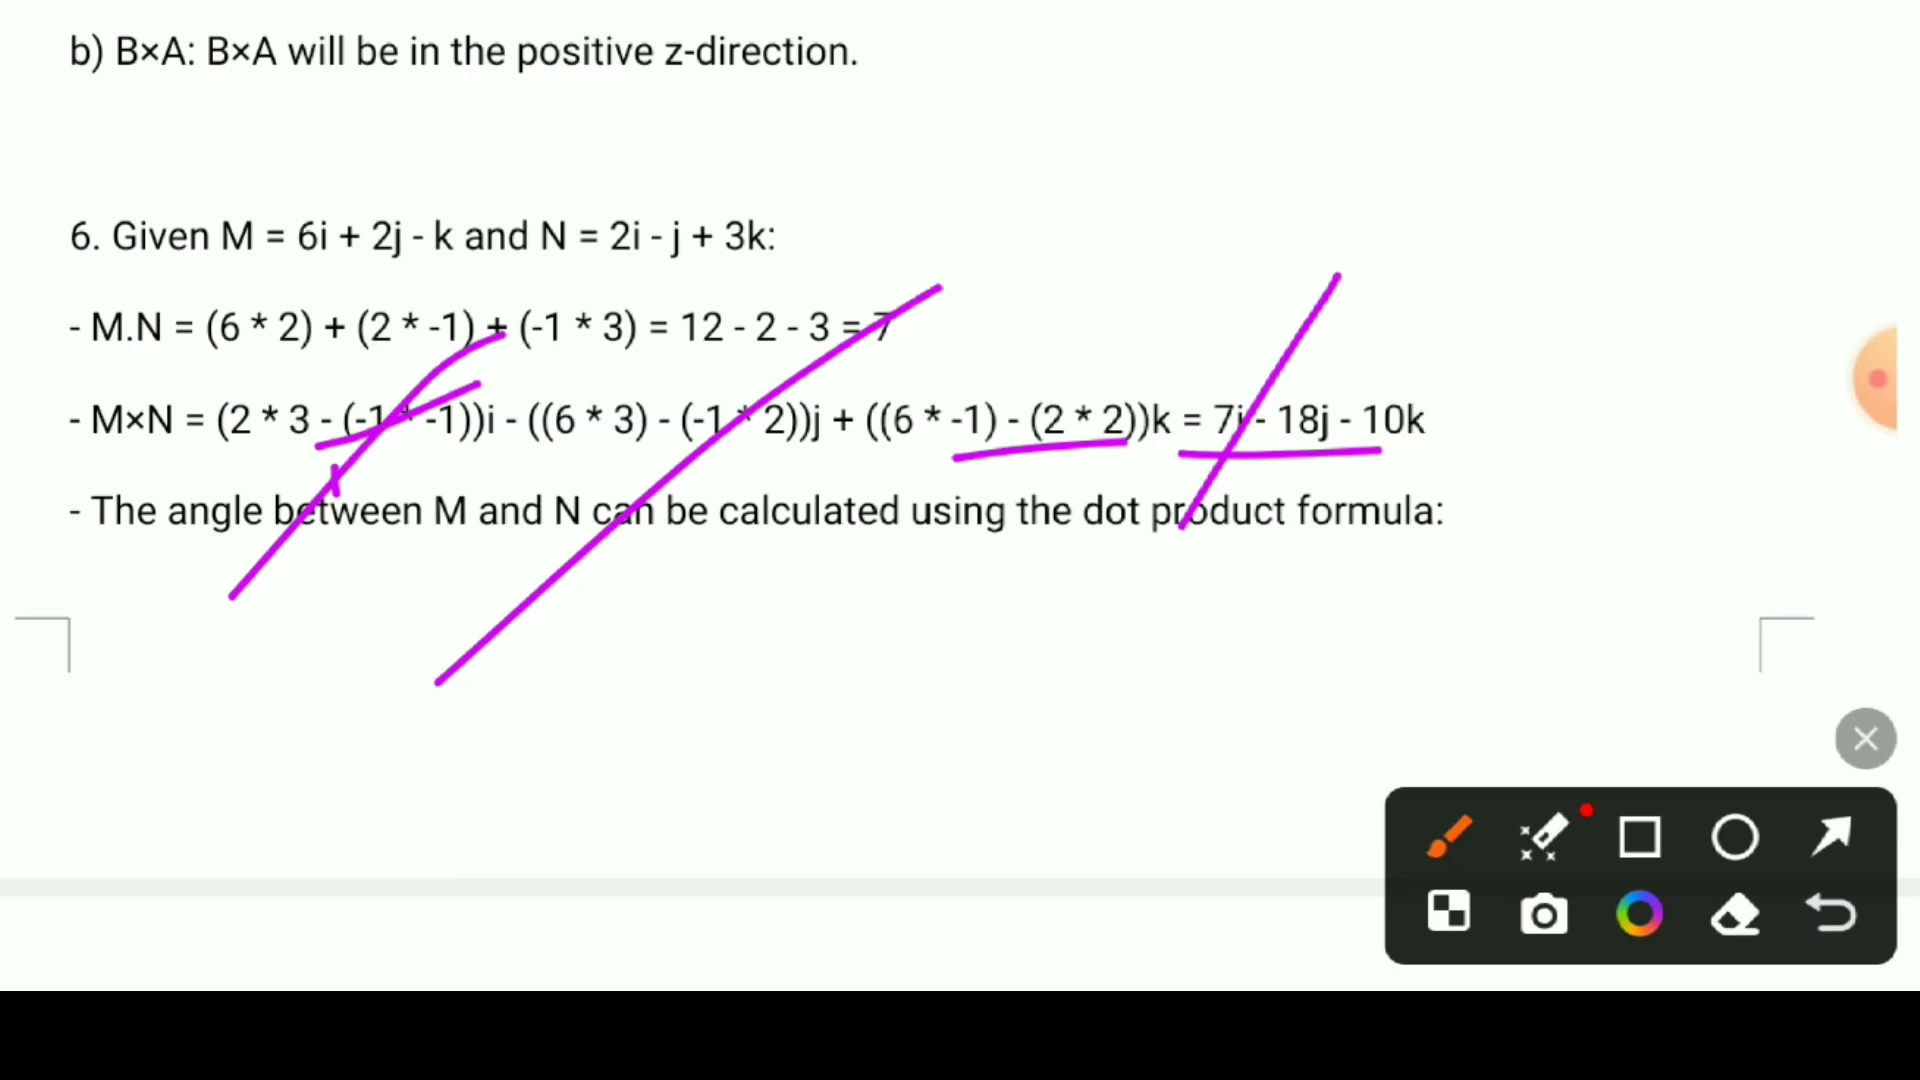 b) B×A: B×A will be in the positive z-direction.
6. Given M = 6i + 2j - k and N = 2i - j + 3k:
- M.N = (6 * 2) + (2 * -1) + (-1 * 3) = 12 - 2 - 3 = 7
- M×N = (2 * 3 - (-1 * -1))i - ((6 * 3) - (-1 * 2))j + ((6 * -1) - (2 * 2))k = 7i - 18j - 10k
- The angle between M and N can be calculated using the dot product formula: